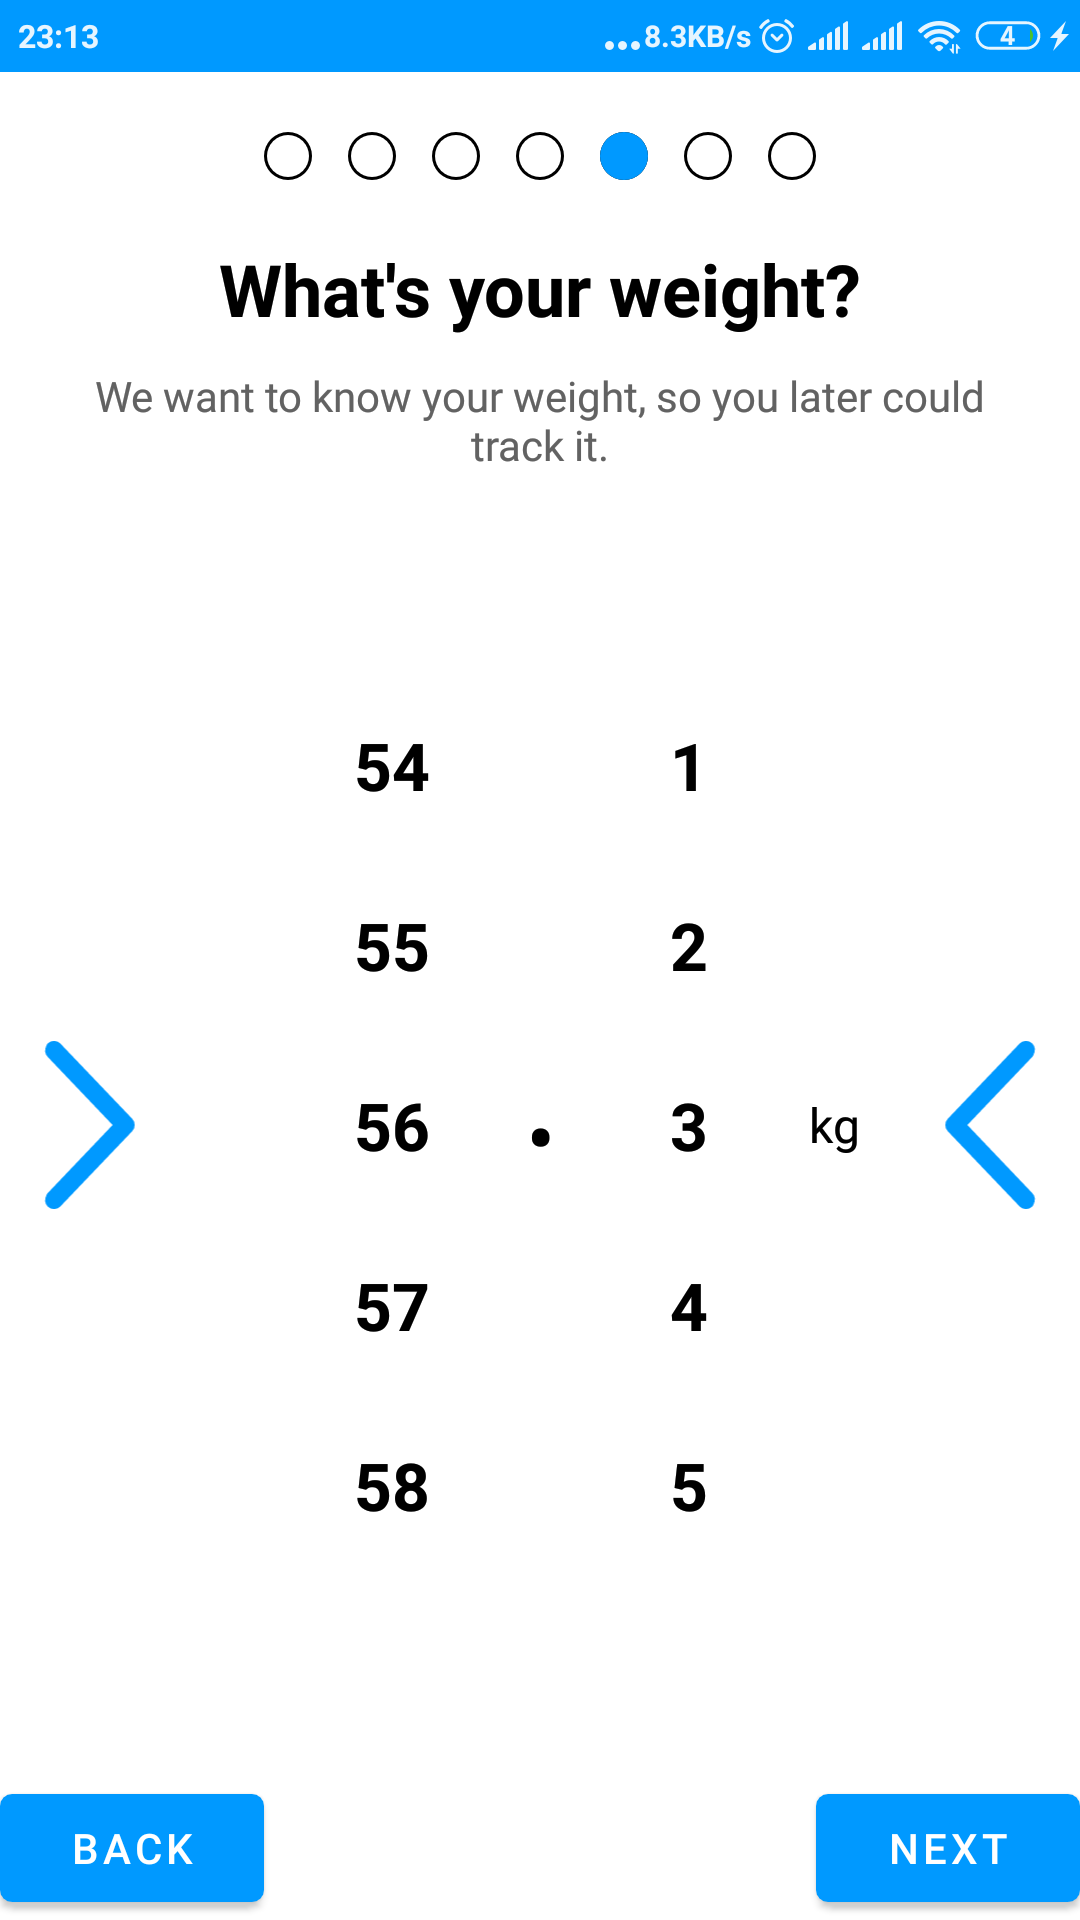 23:13 ...8.3KB/s 4
What's your weight?
We want to know your weight, so you later could
track it.
54 1
55 2
56 . 3 kg
57 4
58 5
BACK NEXT